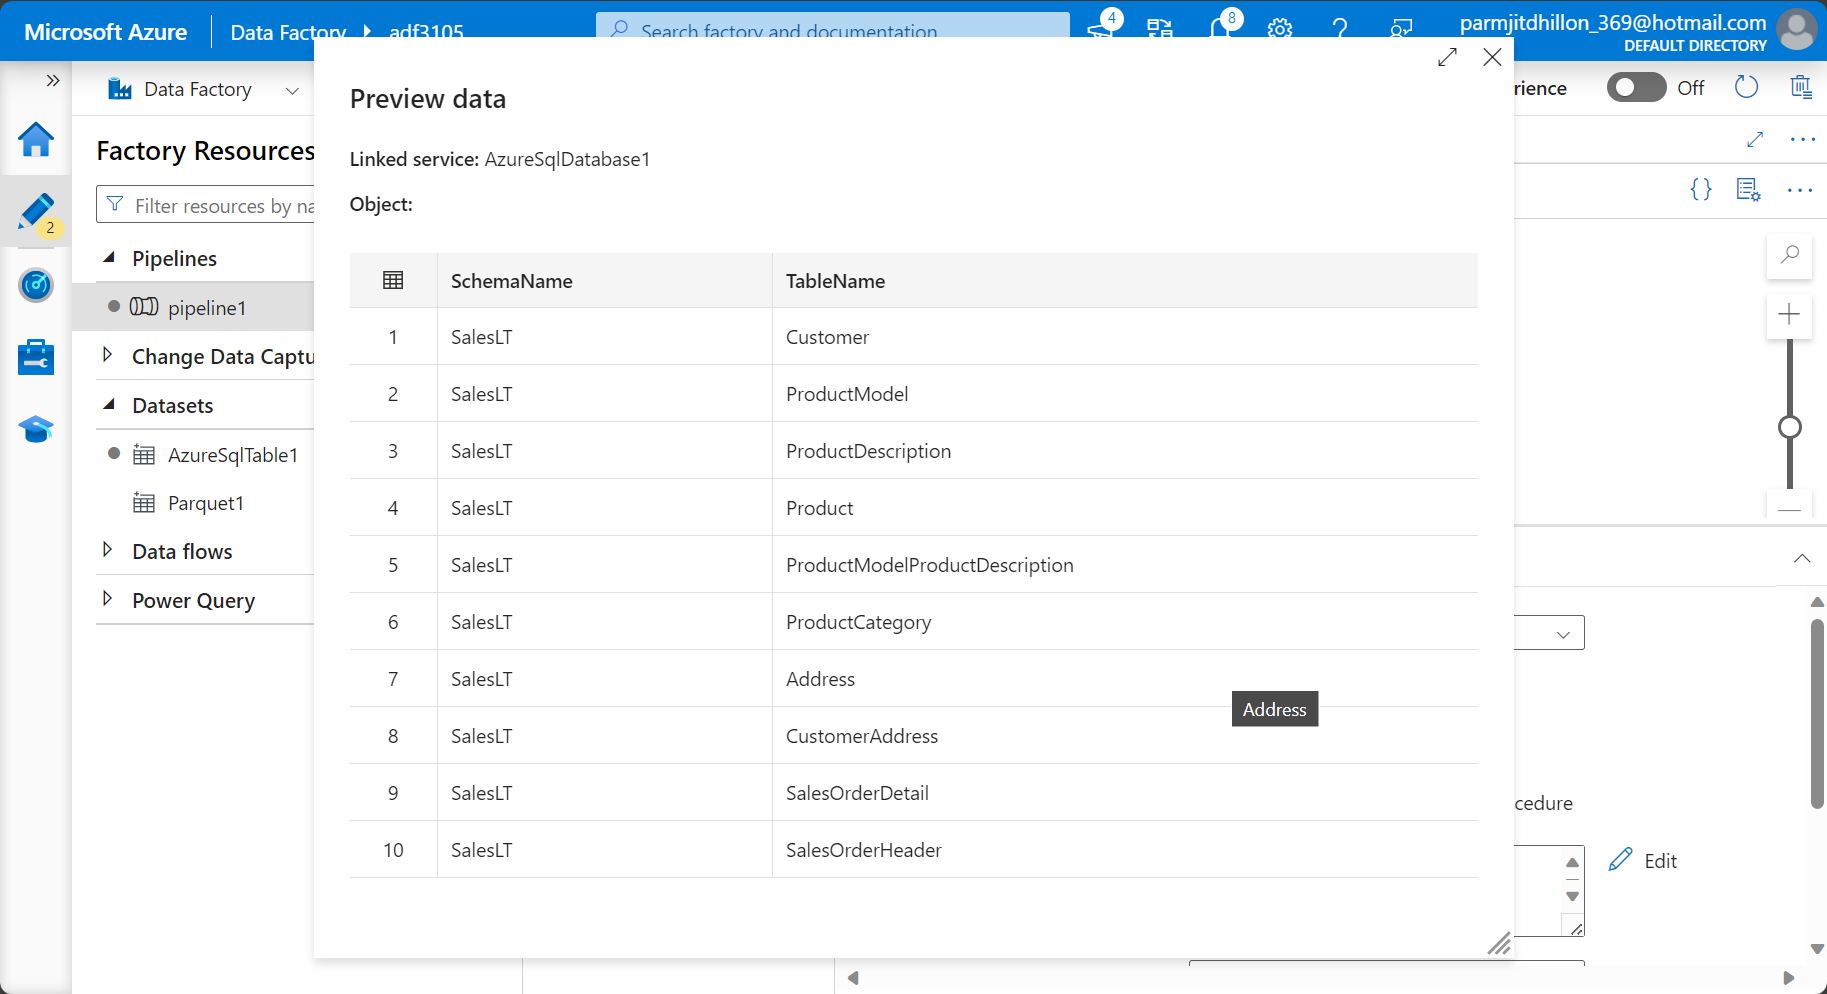 Microsoft Azure
Data Factory
adf3105
Search factory and documentation
4
8
parmjitdhillon_369@hotmail.com
DEFAULT DIRECTORY
Data Factory
rience
Off
Factory Resources
Filter resources by na
2
Pipelines
pipeline1
Change Data Captu
Datasets
AzureSqlTable1
Parquet1
Data flows
Power Query
Preview data
Linked service: AzureSqlDatabase1
Object:
SchemaName TableName
1 SalesLT Customer
2 SalesLT ProductModel
3 SalesLT ProductDescription
4 SalesLT Product
5 SalesLT ProductModelProductDescription
6 SalesLT ProductCategory
7 SalesLT Address
Address
8 SalesLT CustomerAddress
9 SalesLT SalesOrderDetail
10 SalesLT SalesOrderHeader
cedure
Edit